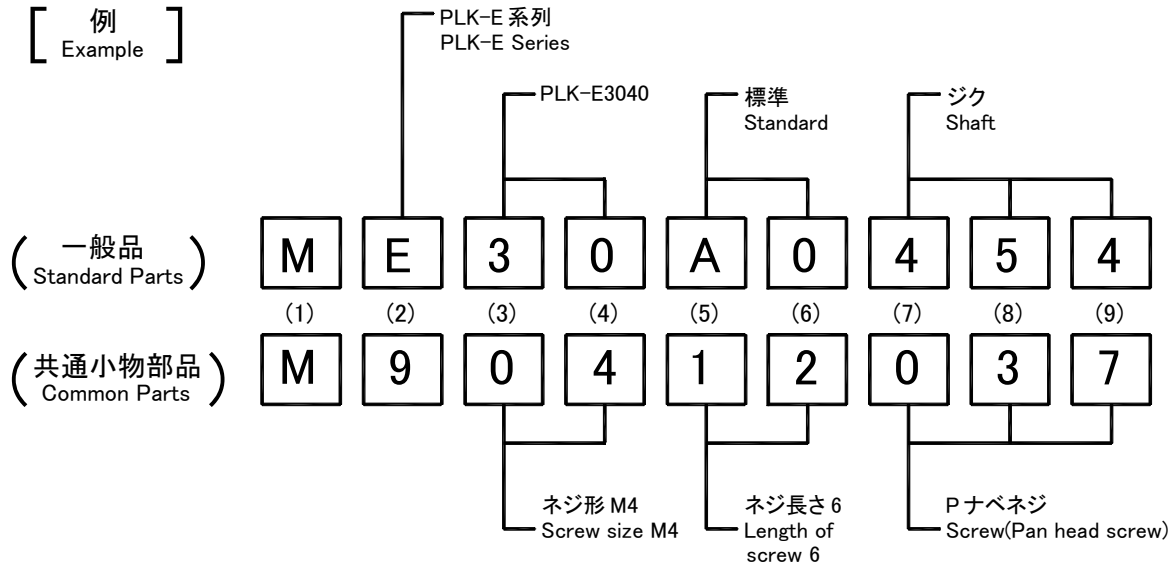 例
Example
PLK-E 系列
PLK-E Series
PLK-E3040
標準
Standard
ジク
Shaft
一般品
Standard Parts
M E 3 0 A 0 4 5 4
(1) (2) (3) (4) (5) (6) (7) (8) (9)
共通小物部品
Common Parts
M 9 0 4 1 2 0 3 7
ネジ形 M4
Screw size M4
ネジ長さ 6
Length of
screw 6
P ナベネジ
Screw(Pan head screw)